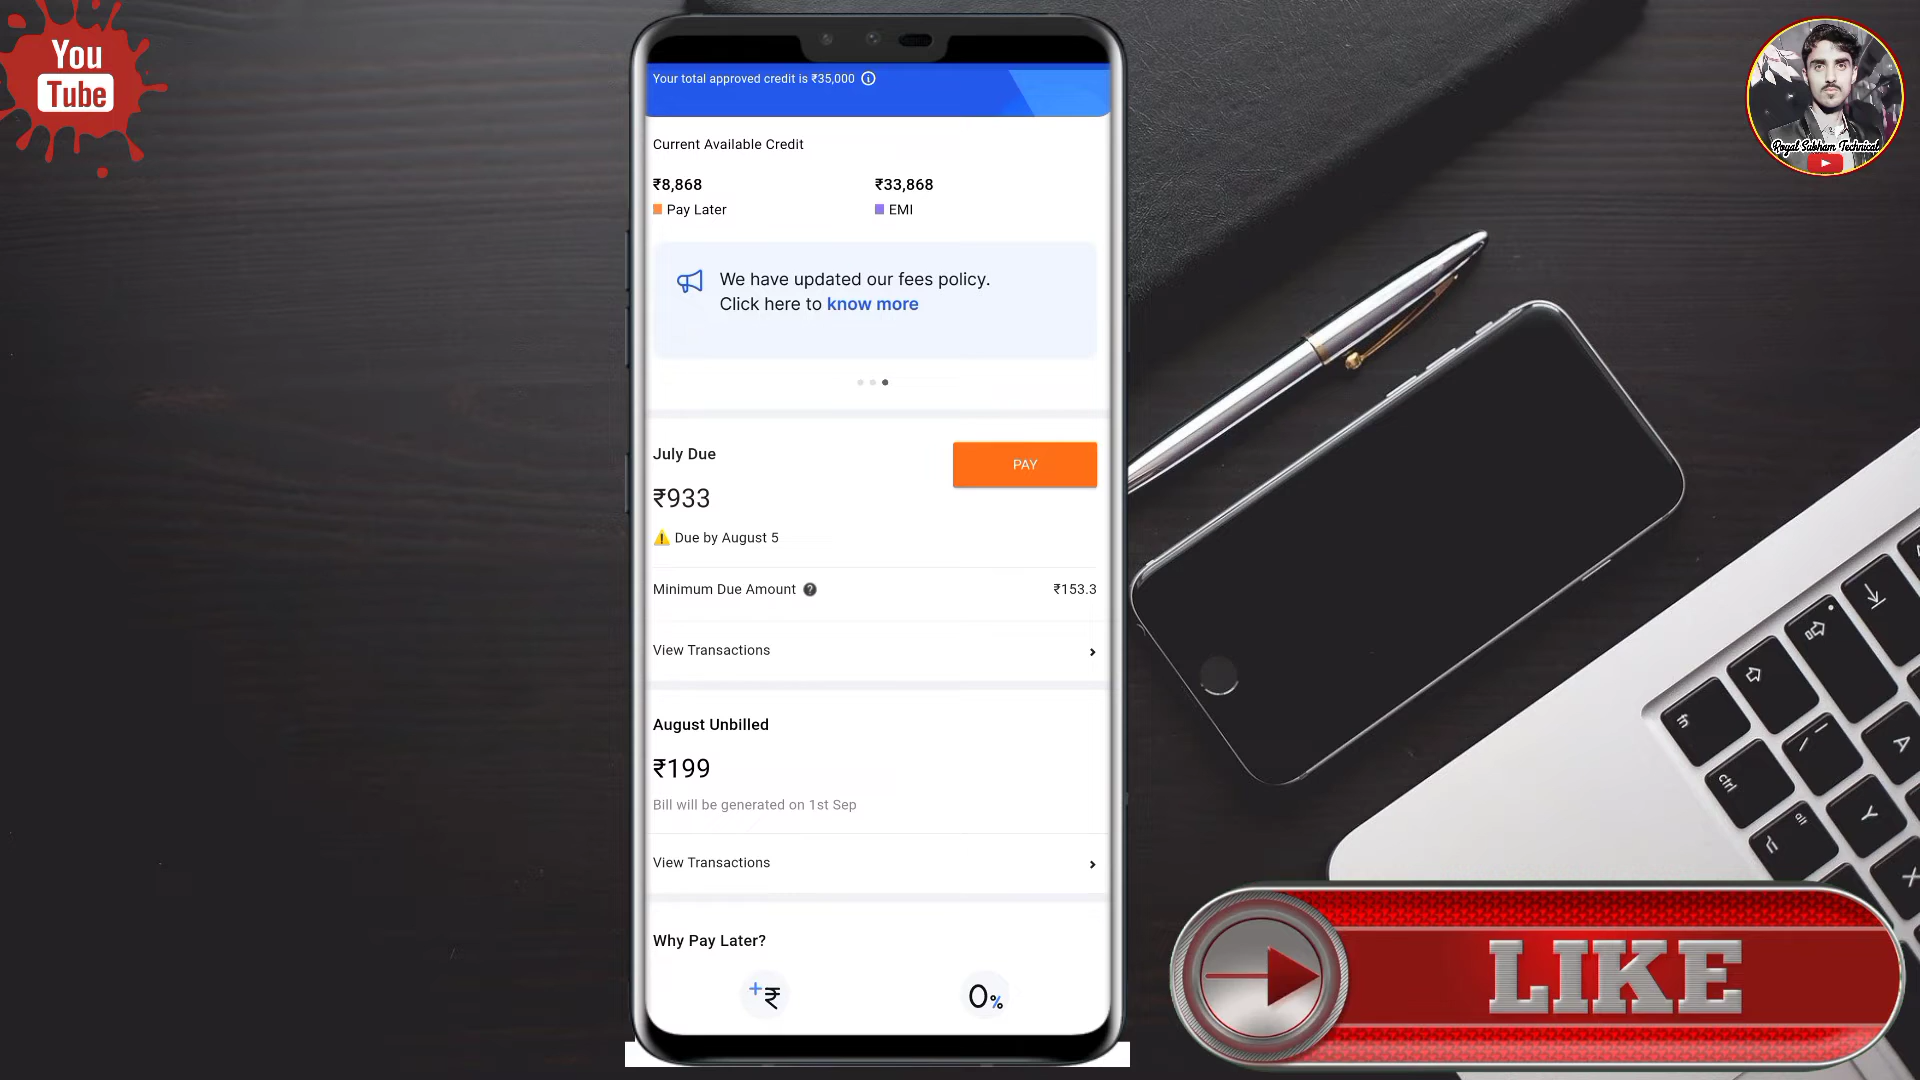 You
Tube
Royal Subham Technical
Your total approved credit is ₹35,000
Current Available Credit
₹8,868
₹33,868
Pay Later
EMI
We have updated our fees policy.
Click here to know more
July Due
PAY
₹933
Due by August 5
Minimum Due Amount ?
₹153.3
View Transactions
August Unbilled
₹199
Bill will be generated on 1st Sep
View Transactions
Why Pay Later?
+₹
0%
LIKE
ctrl
alt
A
Y
X